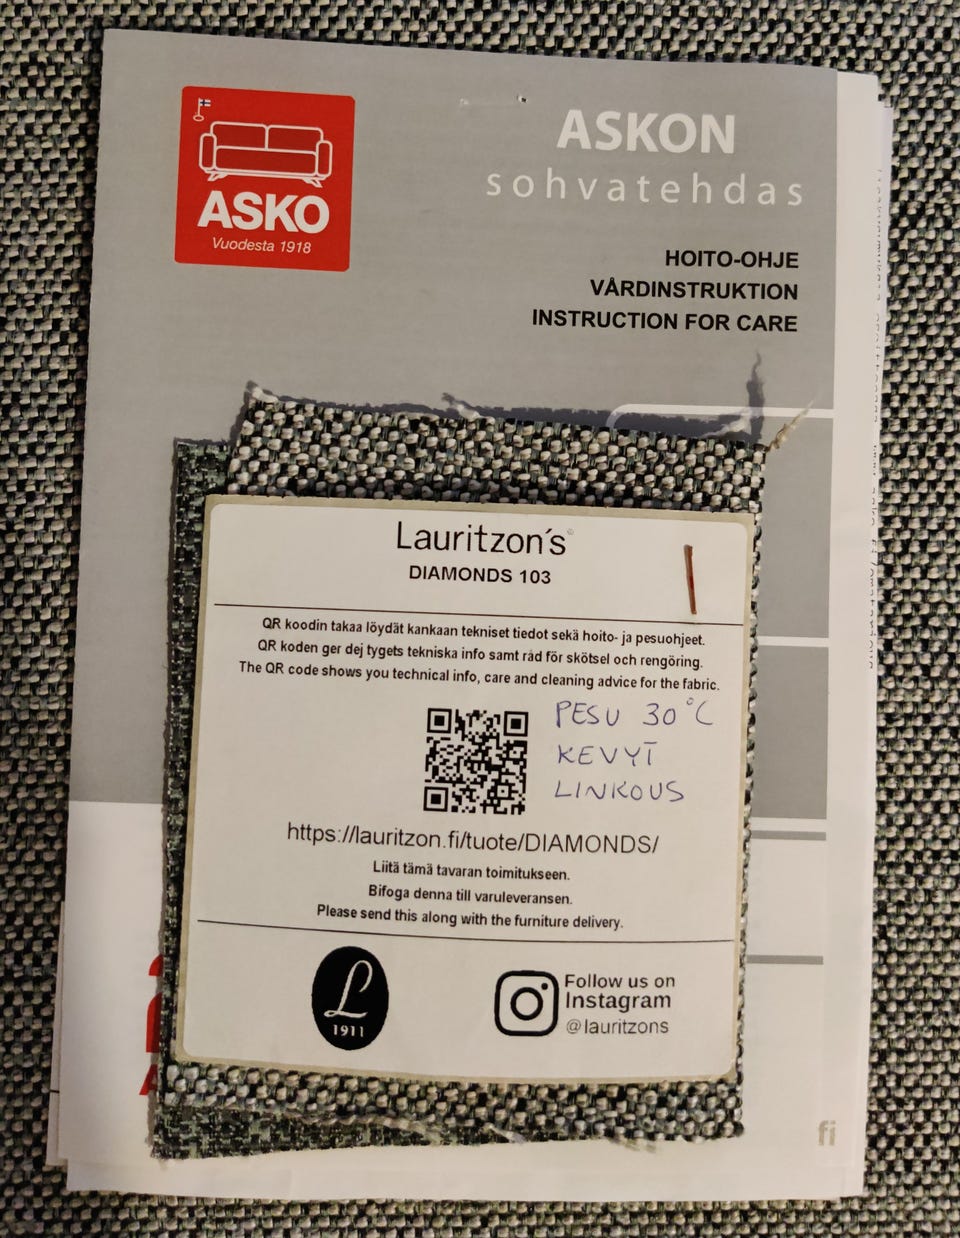 ASKO
Vuodesta 1918
ASKON
sohvatehdas
HOITO-OHJE
VÅRDINSTRUKTION
INSTRUCTION FOR CARE
Lauritzon´s
DIAMONDS 103
QR koodin takaa löydät kankaan tekniset tiedot sekä hoito- ja pesuohjeet.
QR koden ger dej tygets tekniska info samt råd för skötsel och rengöring.
The QR code shows you technical info, care and cleaning advice for the fabric.
PESU 30°C
KEVYT
LINKOUS
https://lauritzon.fi/tuote/DIAMONDS/
Liitä tämä tavaran toimitukseen.
Bifoga denna till varuleveransen.
Please send this along with the furniture delivery.
L
1911
Follow us on
Instagram
@lauritzons
fi